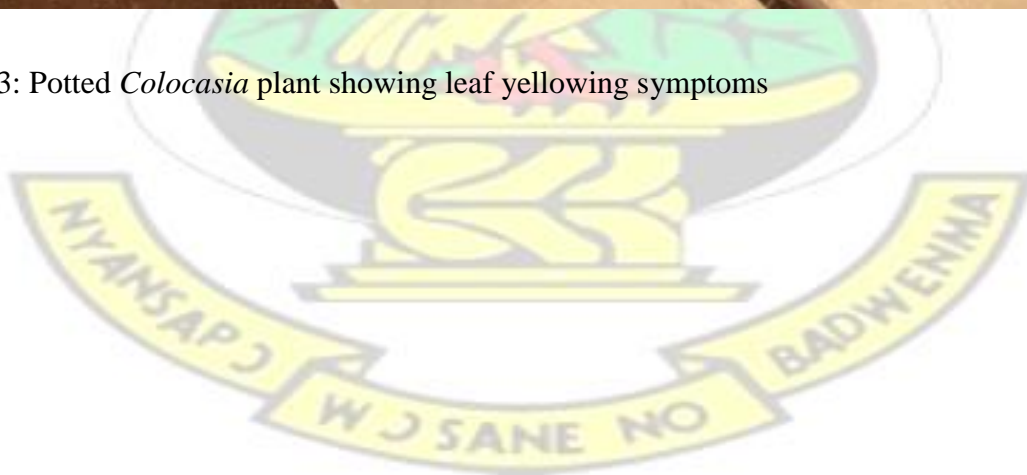 3: Potted Colocasia plant showing leaf yellowing symptoms
NYANSAPƆ WƆSANE NO BADWENMA